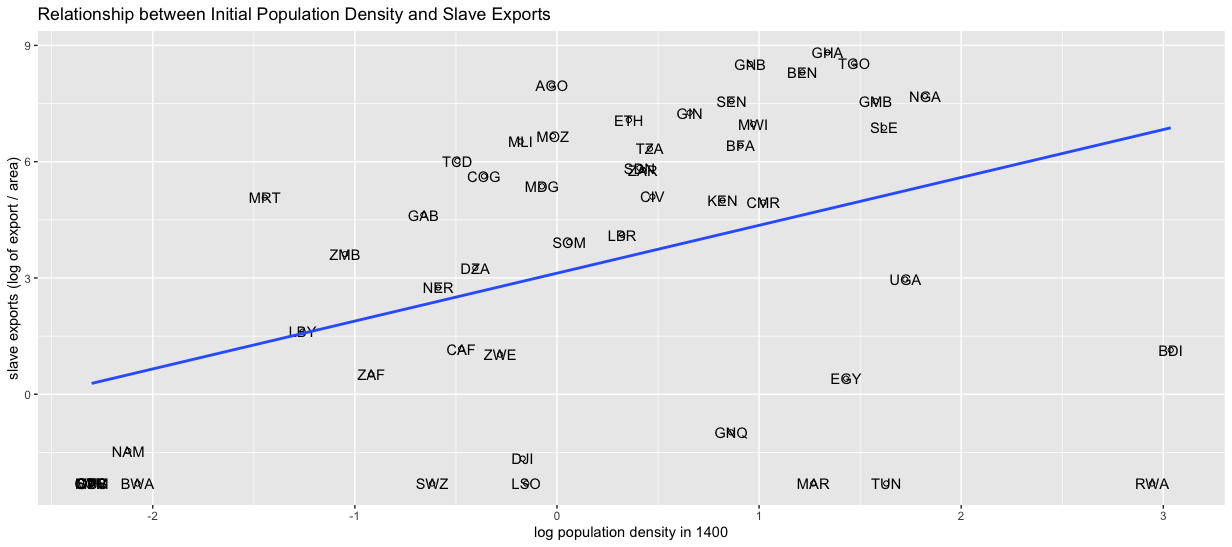 Relationship between Initial Population Density and Slave Exports
9
GHA
GNB
TGO
BEN
AGO
NGA
SEN
GMB
GIN
ETH
MWI
SLE
MOZ
MLI
BFA
TZA
6
TCD
SDN
ZAR
COG
MDG
MRT
CIV
KEN
CMR
GAB
LBR
SOM
ZMB
DZA
3
UGA
NER
LBY
CAF
BDI
ZWE
ZAF
EGY
0
GNQ
NAM
DJI
BWA
SWZ
LSO
MAR
TUN
RWA
-2
-1
0
1
2
3
log population density in 1400
slave exports (log of export / area)